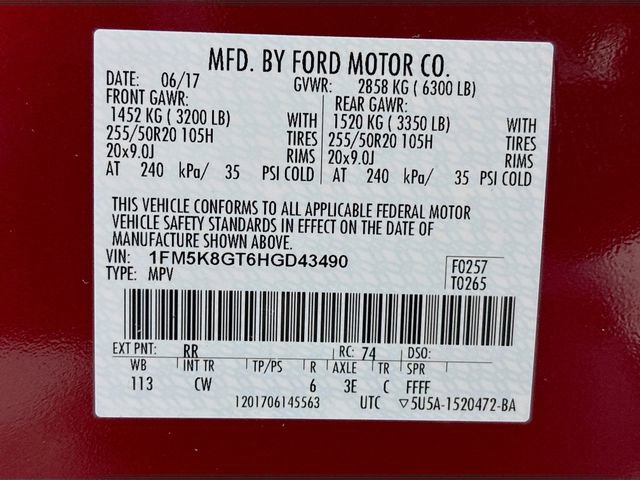 MFD. BY FORD MOTOR CO.
DATE: 06/17 GVWR: 2858 KG ( 6300 LB)
FRONT GAWR: REAR GAWR:
1452 KG ( 3200 LB) WITH 1520 KG ( 3350 LB) WITH
255/50R20 105H TIRES 255/50R20 105H TIRES
20x9.0J RIMS 20x9.0J RIMS
AT 240 kPa/ 35 PSI COLD AT 240 kPa/ 35 PSI COLD
THIS VEHICLE CONFORMS TO ALL APPLICABLE FEDERAL MOTOR
VEHICLE SAFETY STANDARDS IN EFFECT ON THE DATE OF
MANUFACTURE SHOWN ABOVE.
VIN: 1FM5K8GT6HGD43490 F0257
TYPE: MPV T0265
EXT PNT: RR RC: 74 DSO:
WB INT TR TP/PS R AXLE TR SPR
113 CW 6 3E C FFFF
1201706145563 UTC ▽5U5A-1520472-BA